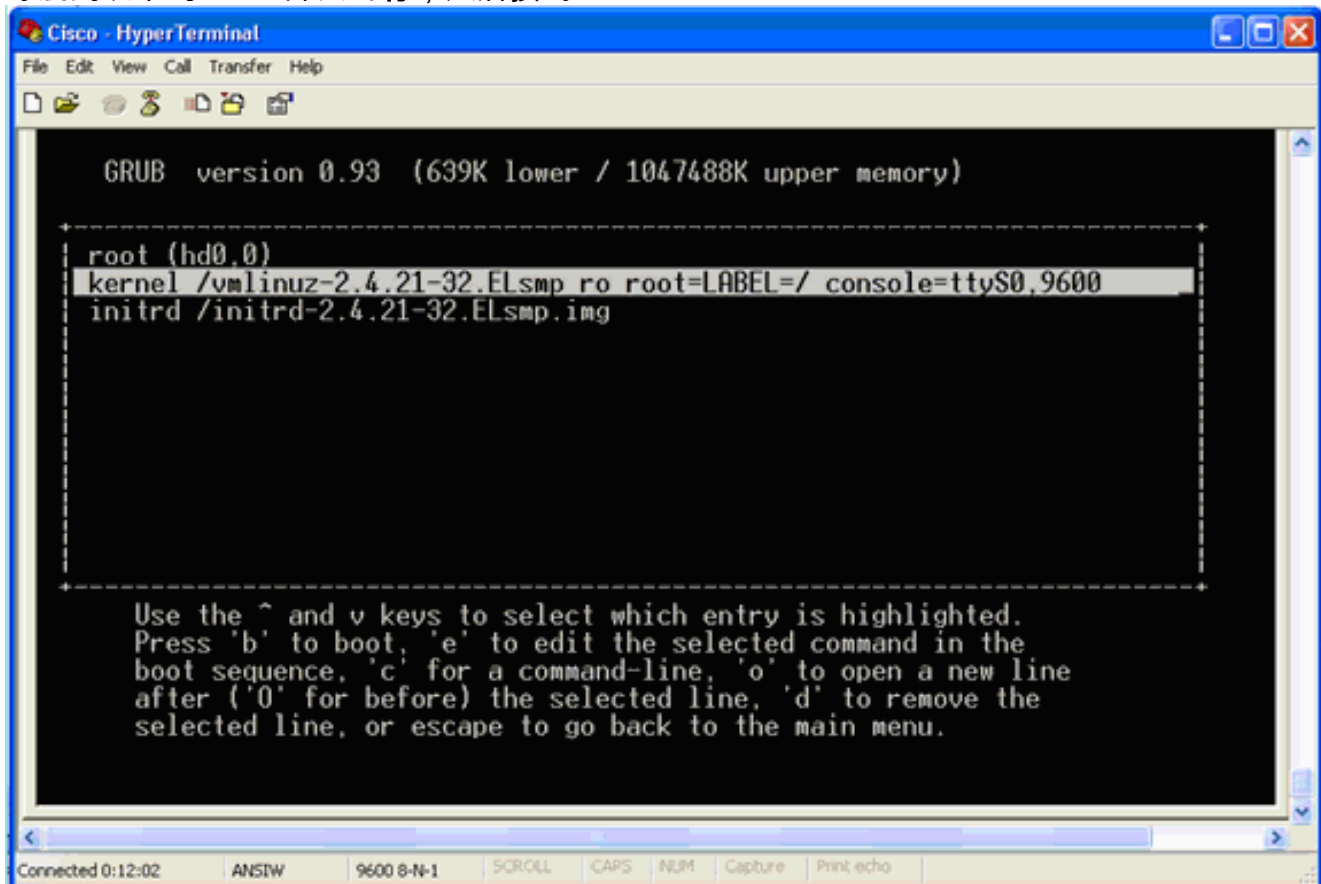 Cisco - HyperTerminal
File Edit View Call Transfer Help
GRUB version 0.93 (639K lower / 1047488K upper memory)
root (hd0,0)
kernel /vmlinuz-2.4.21-32.ELsmp ro root=LABEL=/ console=ttyS0,9600
initrd /initrd-2.4.21-32.ELsmp.img
Use the ^ and v keys to select which entry is highlighted.
Press 'b' to boot, 'e' to edit the selected command in the
boot sequence, 'c' for a command-line, 'o' to open a new line
after ('O' for before) the selected line, 'd' to remove the
selected line, or escape to go back to the main menu.
Connected 0:12:02 ANSIW 9600 8-N-1 SCROLL CAPS NUM Capture Print echo